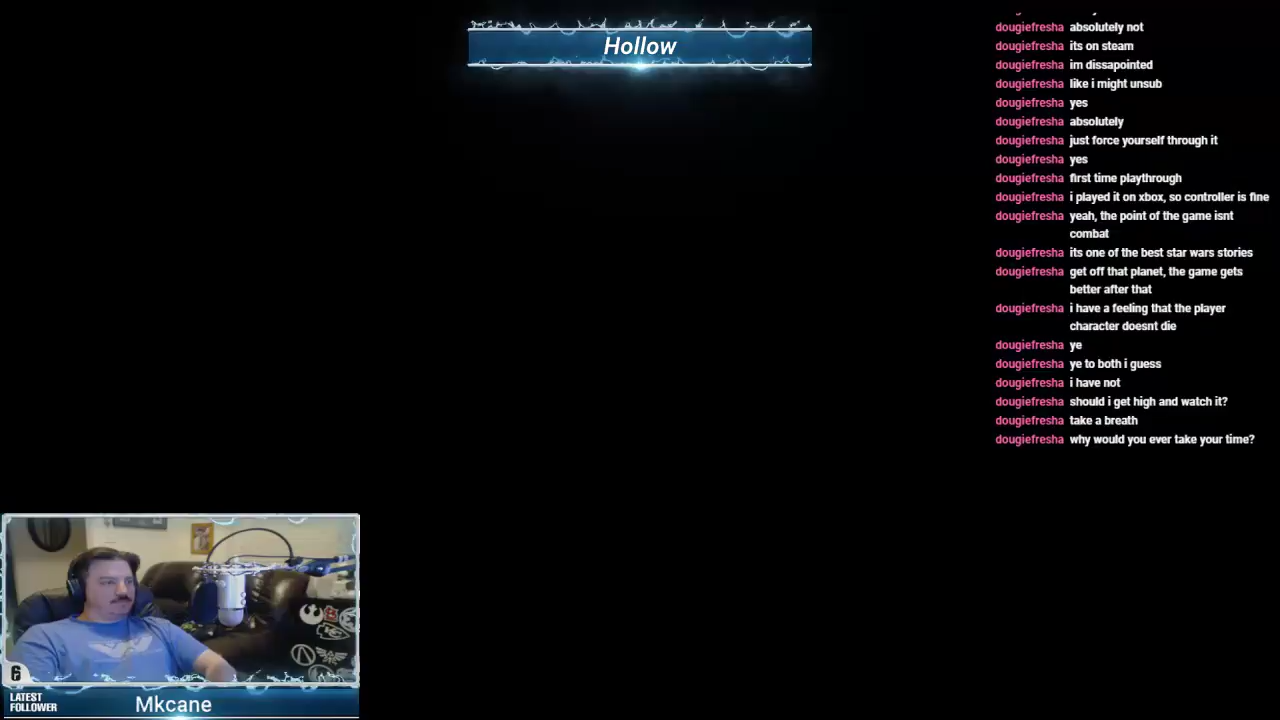 Hollow
dougiefresha absolutely not
dougiefresha its on steam
dougiefresha im dissapointed
dougiefresha like i might unsub
dougiefresha yes
dougiefresha absolutely
dougiefresha just force yourself through it
dougiefresha yes
dougiefresha first time playthrough
dougiefresha i played it on xbox, so controller is fine
dougiefresha yeah, the point of the game isnt
combat
dougiefresha its one of the best star wars stories
dougiefresha get off that planet, the game gets
better after that
dougiefresha i have a feeling that the player
character doesnt die
dougiefresha ye
dougiefresha ye to both i guess
dougiefresha i have not
dougiefresha should i get high and watch it?
dougiefresha take a breath
dougiefresha why would you ever take your time?
KC
6
LATEST
FOLLOWER
Mkcane